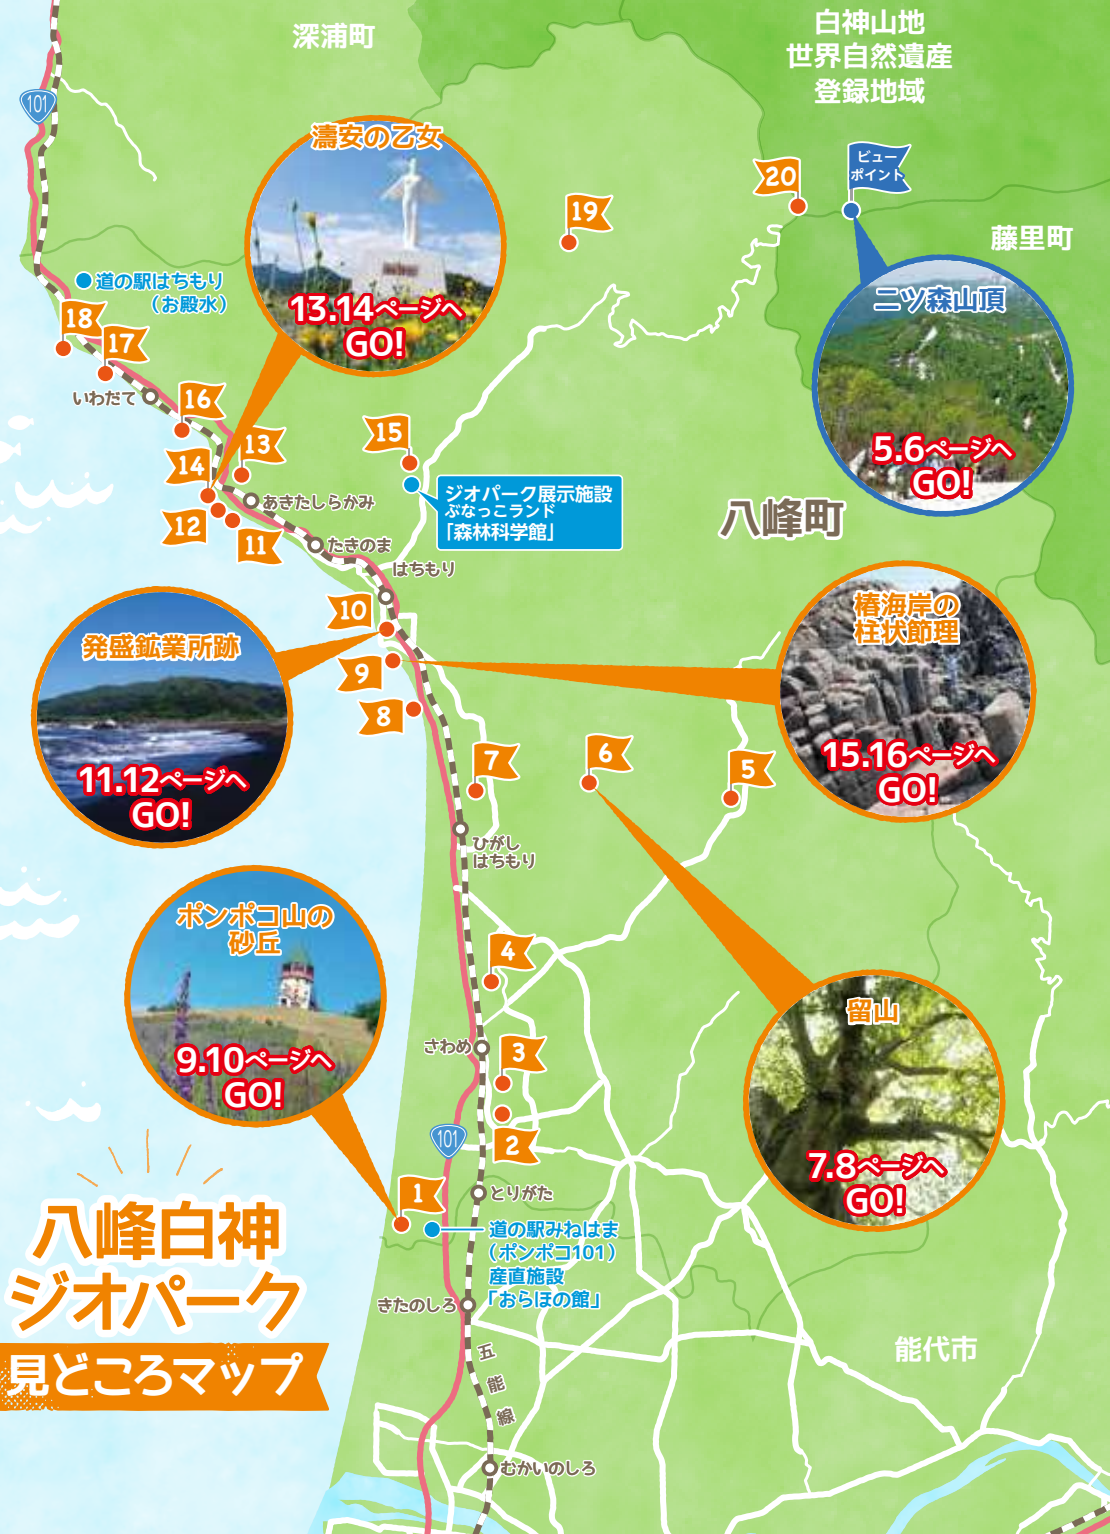 深浦町
白神山地
世界自然遺産
登録地域
101
濤安の乙女
13.14ページへ
GO!
19
20
ビュー
ポイント
藤里町
道の駅はちもり
（お殿水）
18
17
いわだて
16
二ツ森山頂
5.6ページへ
GO!
15
13
14
あきたしらかみ
12
11
ジオパーク展示施設
ぶなっこランド
「森林科学館」
八峰町
たきのま
はちもり
10
発盛鉱業所跡
11.12ページへ
GO!
9
8
椿海岸の
柱状節理
15.16ページへ
GO!
7
6
5
ひがし
はちもり
ポンポコ山の
砂丘
9.10ページへ
GO!
4
留山
7.8ページへ
GO!
さわめ
3
2
101
とりがた
1
道の駅みねはま
（ポンポコ101）
産直施設
「おらほの館」
きたのしろ
八峰白神
ジオパーク
見どころマップ
五能線
能代市
むかいのしろ